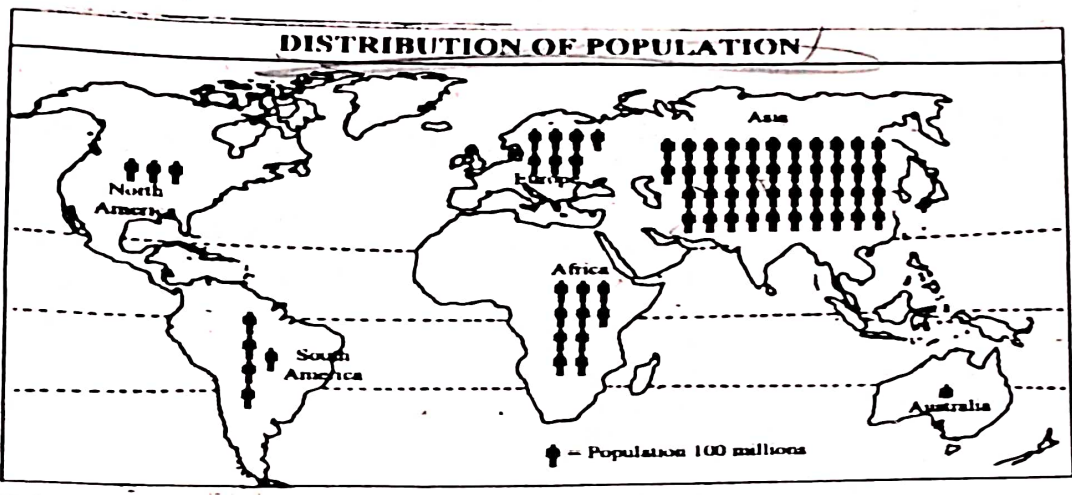 DISTRIBUTION OF POPULATION
Asia
Europe
North
America
Africa
South
America
Australia
= Population 100 millions